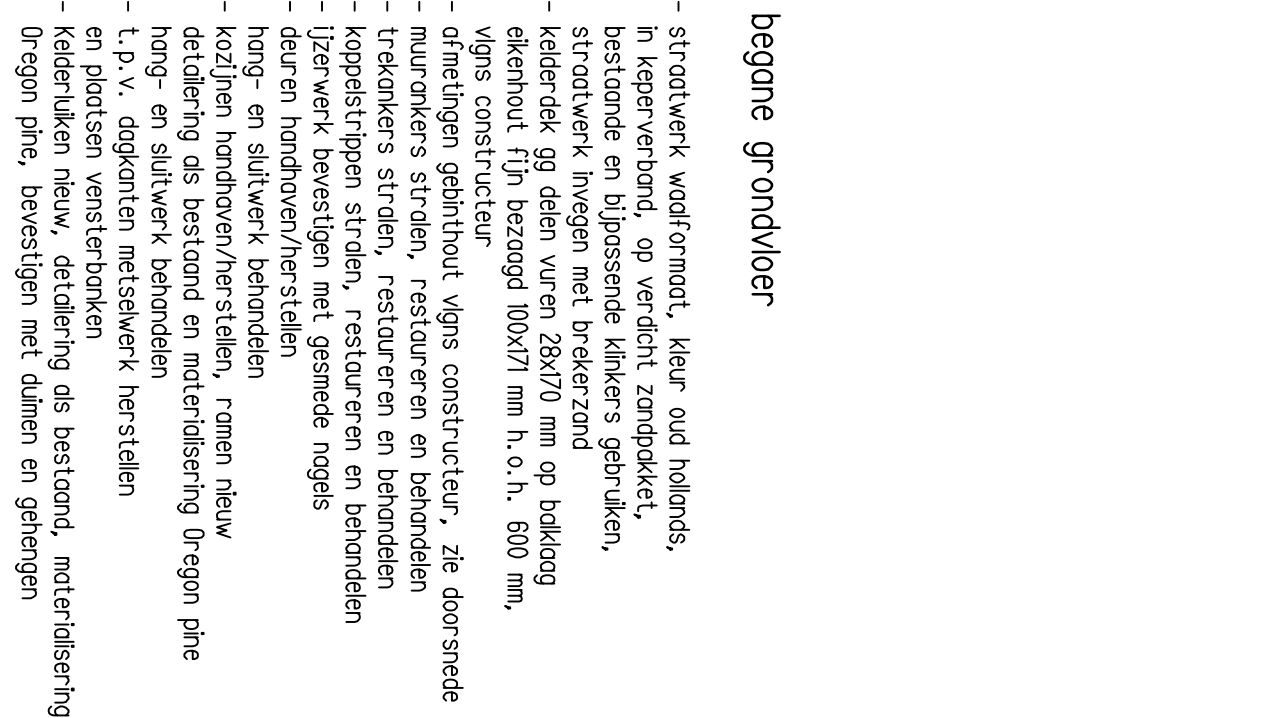 begane grondvloer
- straatwerk waalformaat, kleur oud hollands,
in keperverband, op verdicht zandpakket,
bestaande en bijpassende klinkers gebruiken,
straatwerk invegen met brekerzand
- kelderdek gg delen vuren 28x170 mm op balklaag
eikenhout fijn bezaagd 100x171 mm h.o.h. 600 mm,
vlgns constructeur
- afmetingen gebinthout vlgns constructeur, zie doorsnede
- muurankers stralen, restaureren en behandelen
- trekankers stralen, restaureren en behandelen
- koppelstrippen stralen, restaureren en behandelen
- ijzerwerk bevestigen met gesmede nagels
- deuren handhaven/herstellen
hang- en sluitwerk behandelen
- kozijnen handhaven/herstellen, ramen nieuw
detailering als bestaand en materialisering Oregon pine
hang- en sluitwerk behandelen
- t.p.v. dagkanten metselwerk herstellen
en plaatsen vensterbanken
- Kelderluiken nieuw, detailering als bestaand, materialisering
Oregon pine, bevestigen met duimen en gehengen